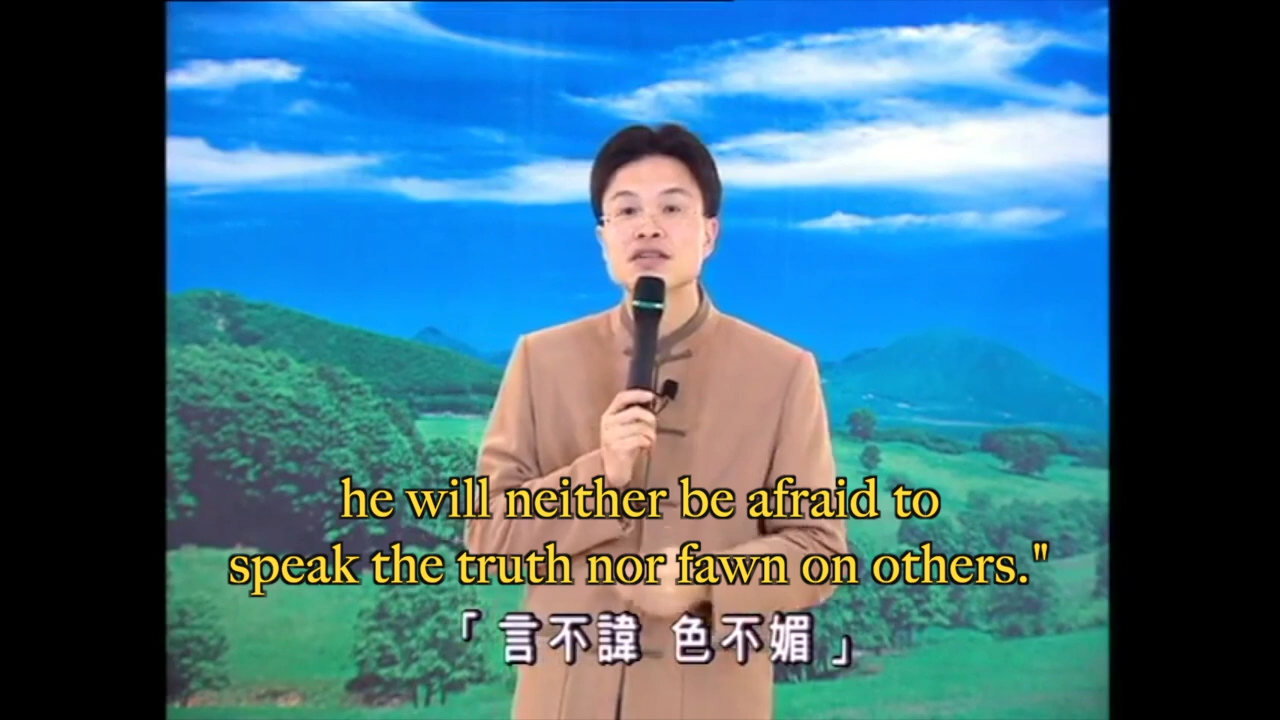 he will neither be afraid to
speak the truth nor fawn on others."
「言不諱 色不媚」